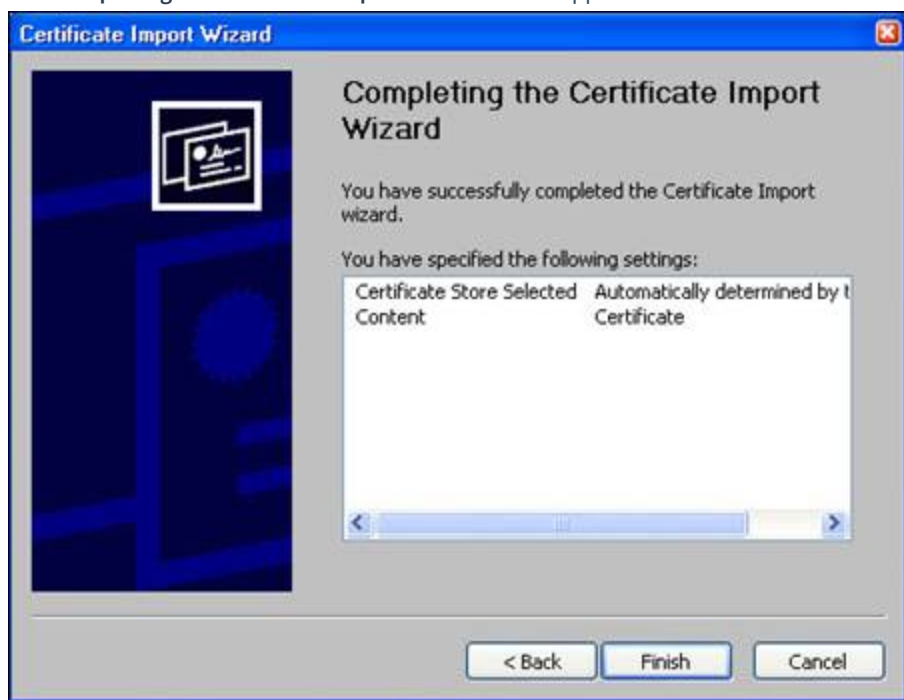 Certificate Import Wizard
Completing the Certificate Import
Wizard
You have successfully completed the Certificate Import
wizard.
You have specified the following settings:
Certificate Store Selected Automatically determined by t
Content Certificate
< Back Finish Cancel